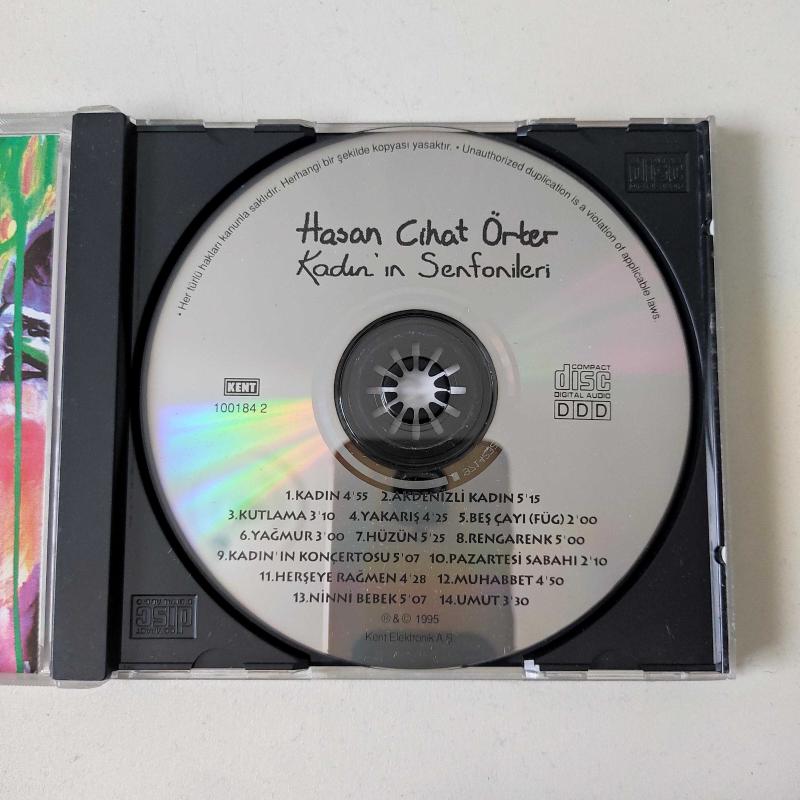 • Her türlü hakları kanunla saklıdır. Herhangi bir şekilde kopyası yasaktır. • Unauthorized duplication is a violation of applicable laws.
Hasan Cihat Örter
Kadın'ın Senfonileri
KENT
100184 2
COMPACT
disc
DIGITAL AUDIO
DDD
1.KADIN 4'55 2.AKDENİZLİ KADIN 5'15
3.KUTLAMA 3'10 4.YAKARIŞ 4'25 5.BEŞ ÇAYI (FÜG) 2'00
6.YAĞMUR 3'00 7.HÜZÜN 5'25 8.RENGARENK 5'00
9.KADIN'IN KONÇERTOSU 5'07 10.PAZARTESİ SABAHI 2'10
11.HERŞEYE RAĞMEN 4'28 12.MUHABBET 4'50
13.NİNNİ BEBEK 5'07 14.UMUT 3'30
℗ & © 1995
Kent Elektronik A.Ş.
disc
disc